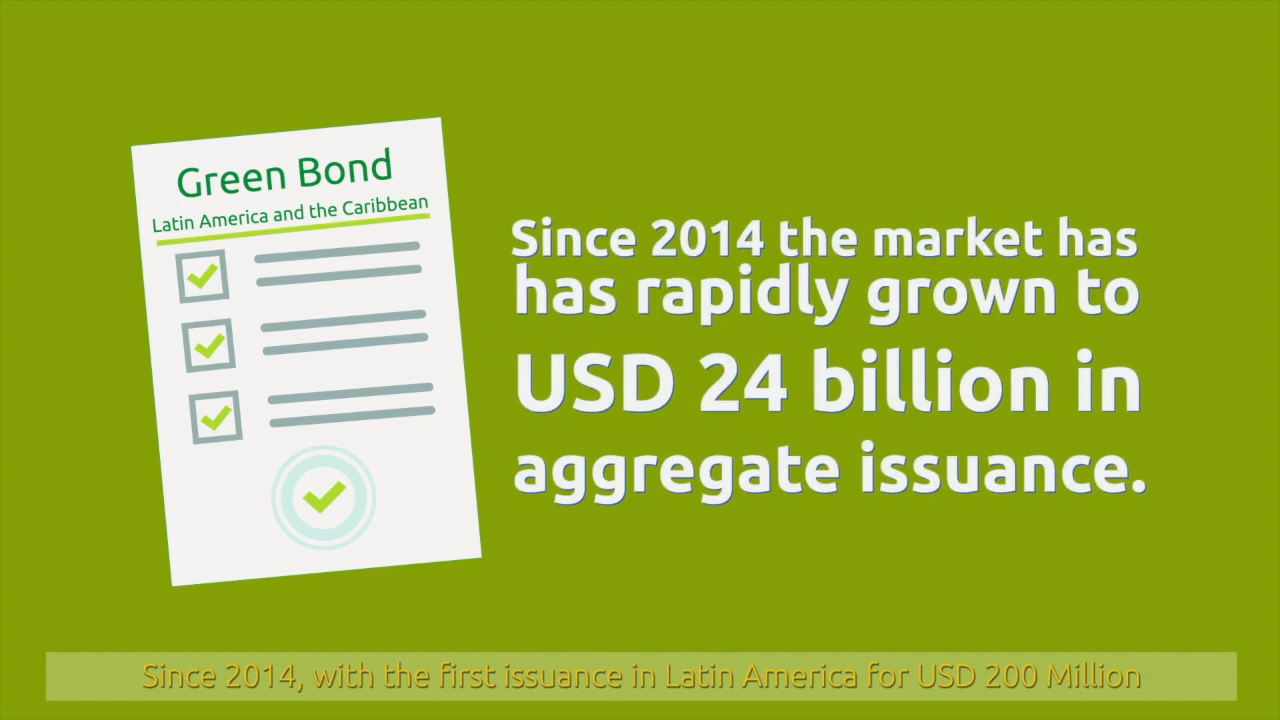 Green Bond
Latin America and the Caribbean
Since 2014 the market has
has rapidly grown to
USD 24 billion in
aggregate issuance.
Since 2014, with the first issuance in Latin America for USD 200 Million